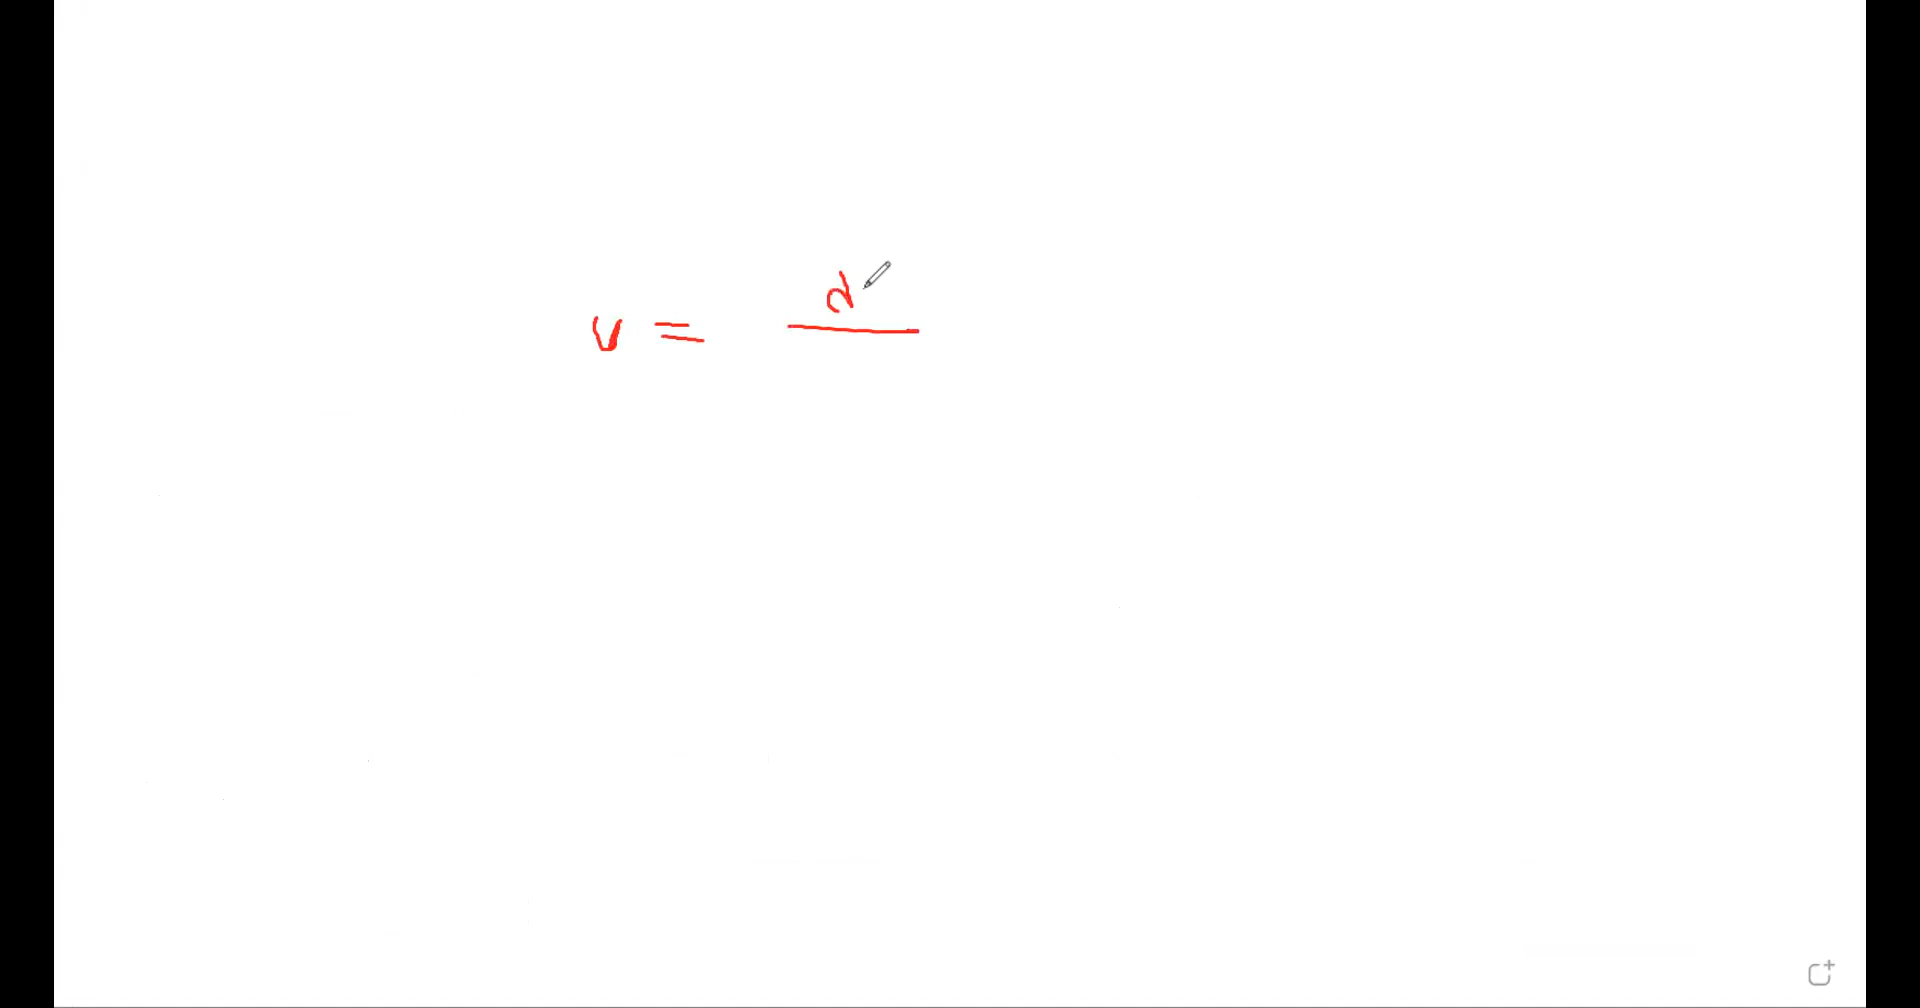 v = d